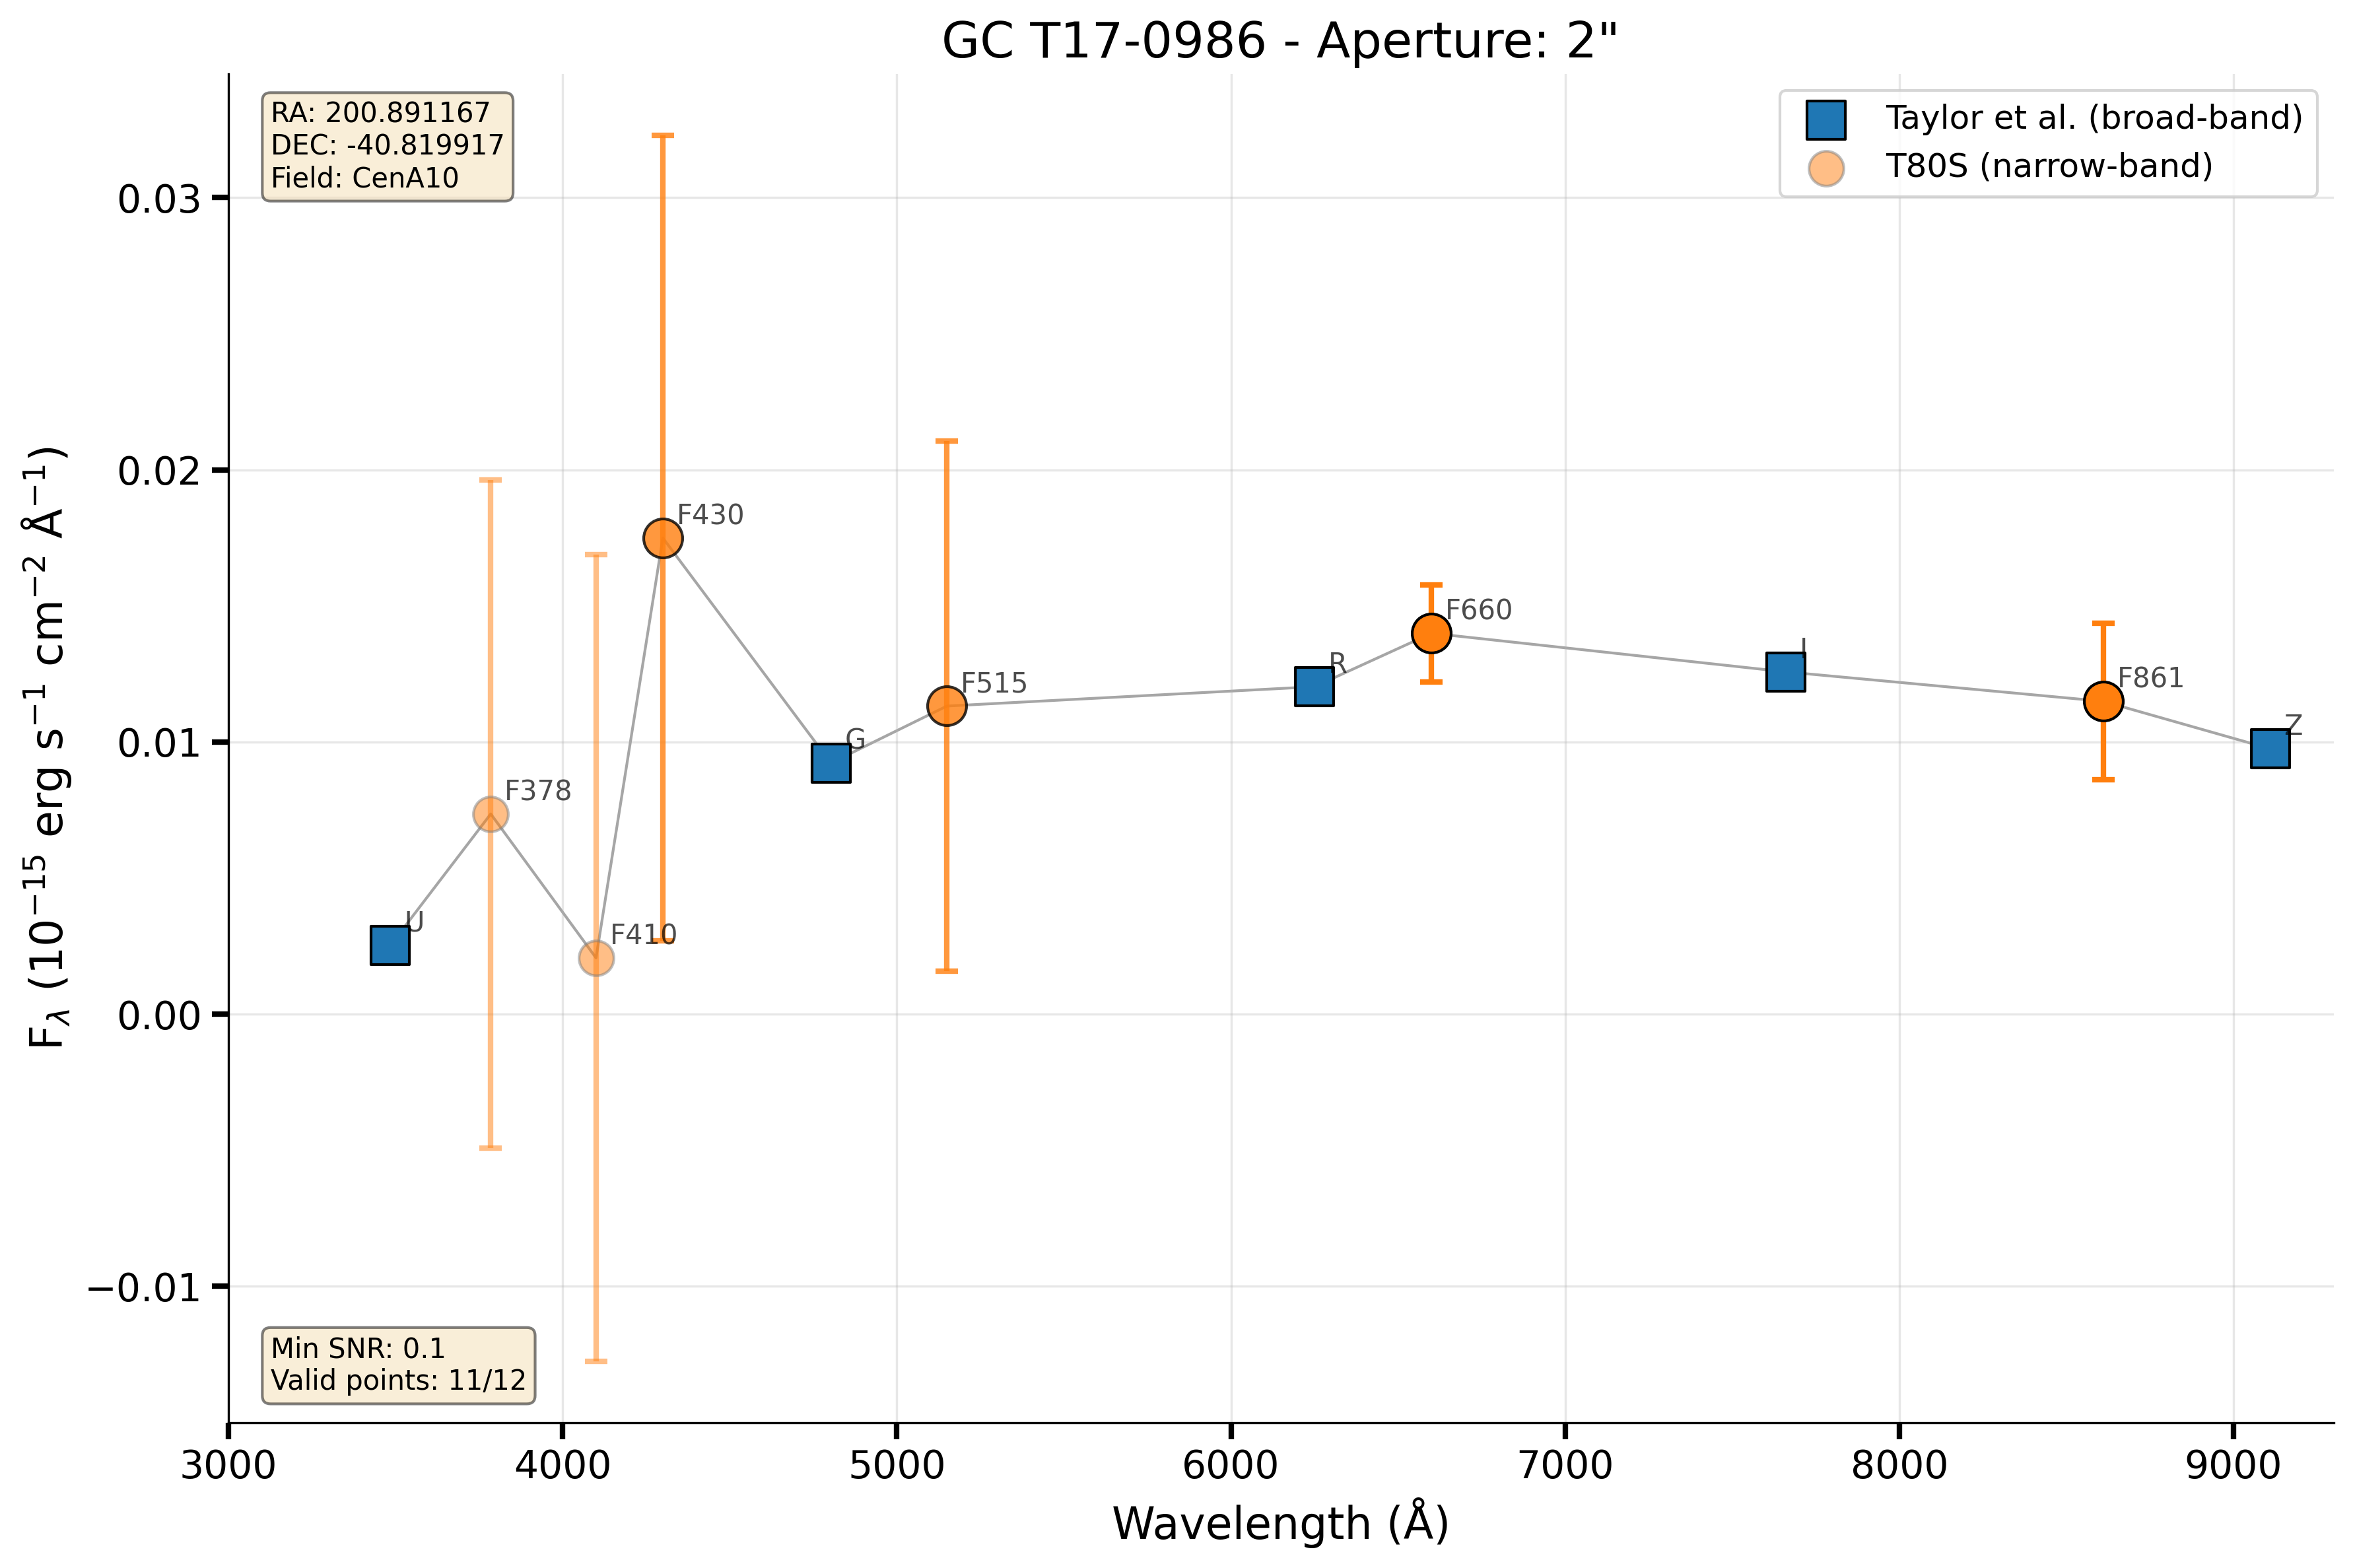 GC T17-0986 - Aperture: 2"
RA: 200.891167
DEC: -40.819917
Field: CenA10
Taylor et al. (broad-band)
T80S (narrow-band)
F_λ (10⁻¹⁵ erg s⁻¹ cm⁻² Å⁻¹)
0.03
0.02
0.01
0.00
−0.01
U
F378
F410
F430
G
F515
R
F660
I
F861
Z
Min SNR: 0.1
Valid points: 11/12
3000 4000 5000 6000 7000 8000 9000
Wavelength (Å)